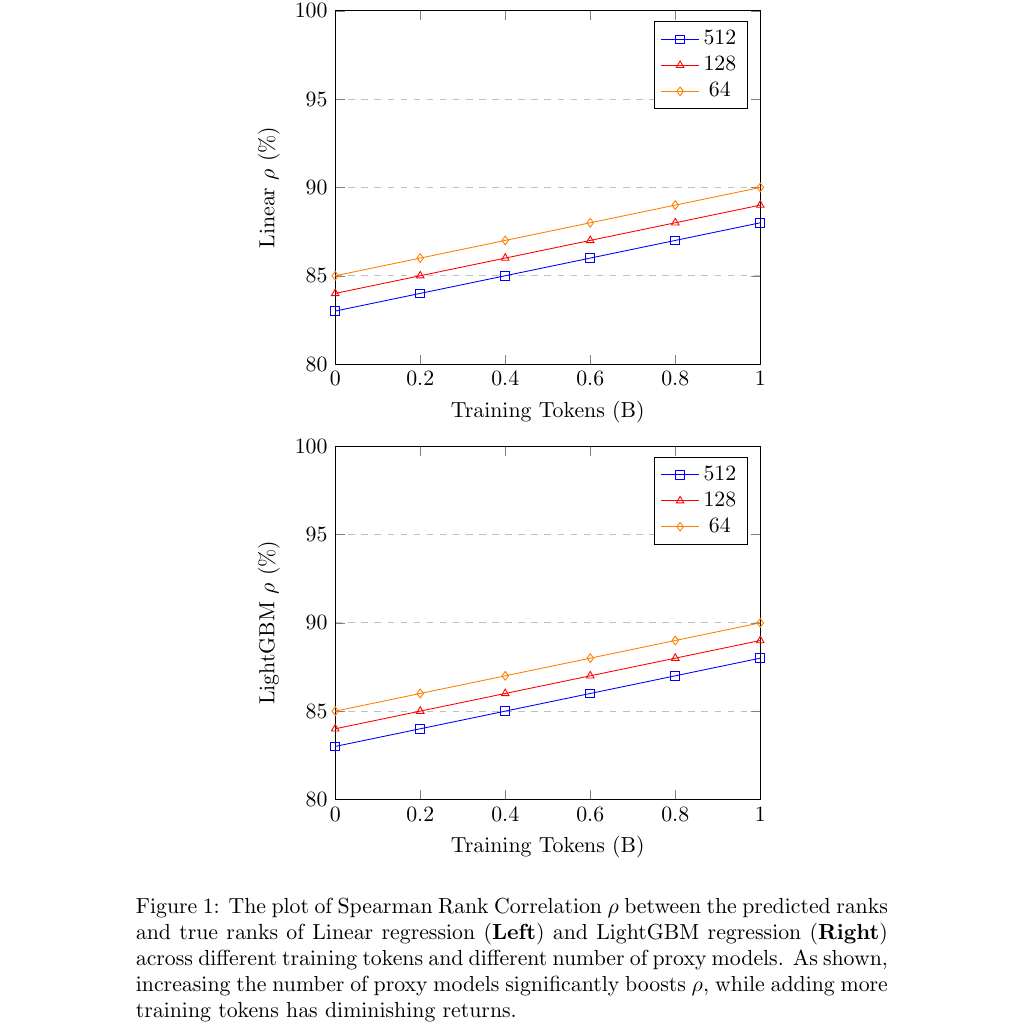 100
95
90
85
80
Linear ρ (%)
512
128
64
0 0.2 0.4 0.6 0.8 1
Training Tokens (B)
100
95
90
85
80
LightGBM ρ (%)
512
128
64
0 0.2 0.4 0.6 0.8 1
Training Tokens (B)
Figure 1: The plot of Spearman Rank Correlation ρ between the predicted ranks
and true ranks of Linear regression (Left) and LightGBM regression (Right)
across different training tokens and different number of proxy models. As shown,
increasing the number of proxy models significantly boosts ρ, while adding more
training tokens has diminishing returns.